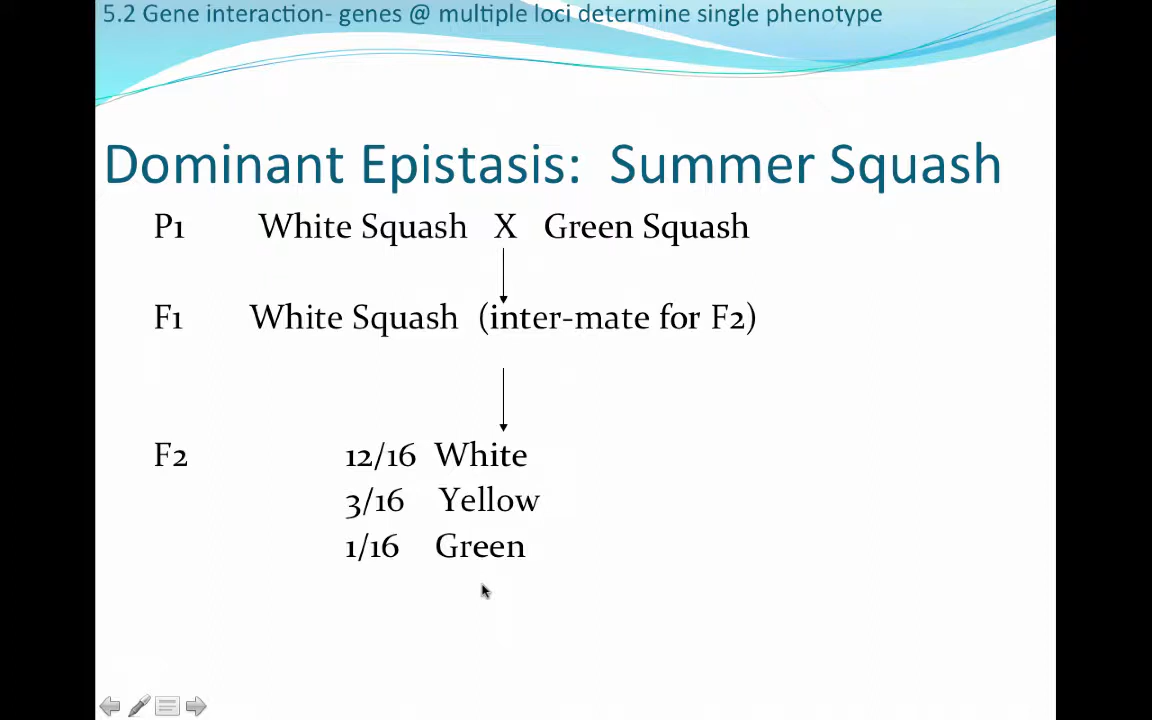 5.2 Gene interaction- genes @ multiple loci determine single phenotype
Dominant Epistasis: Summer Squash
P1 White Squash X Green Squash
F1 White Squash (inter-mate for F2)
F2 12/16 White
3/16 Yellow
1/16 Green